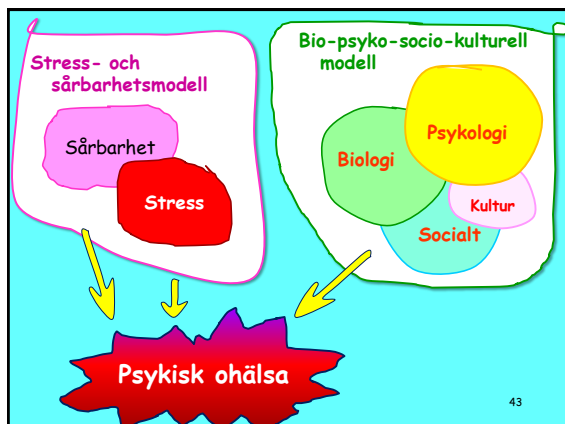 Stress- och
sårbarhetsmodell
Sårbarhet
Stress
Bio-psyko-socio-kulturell
modell
Psykologi
Biologi
Kultur
Socialt
Psykisk ohälsa
43